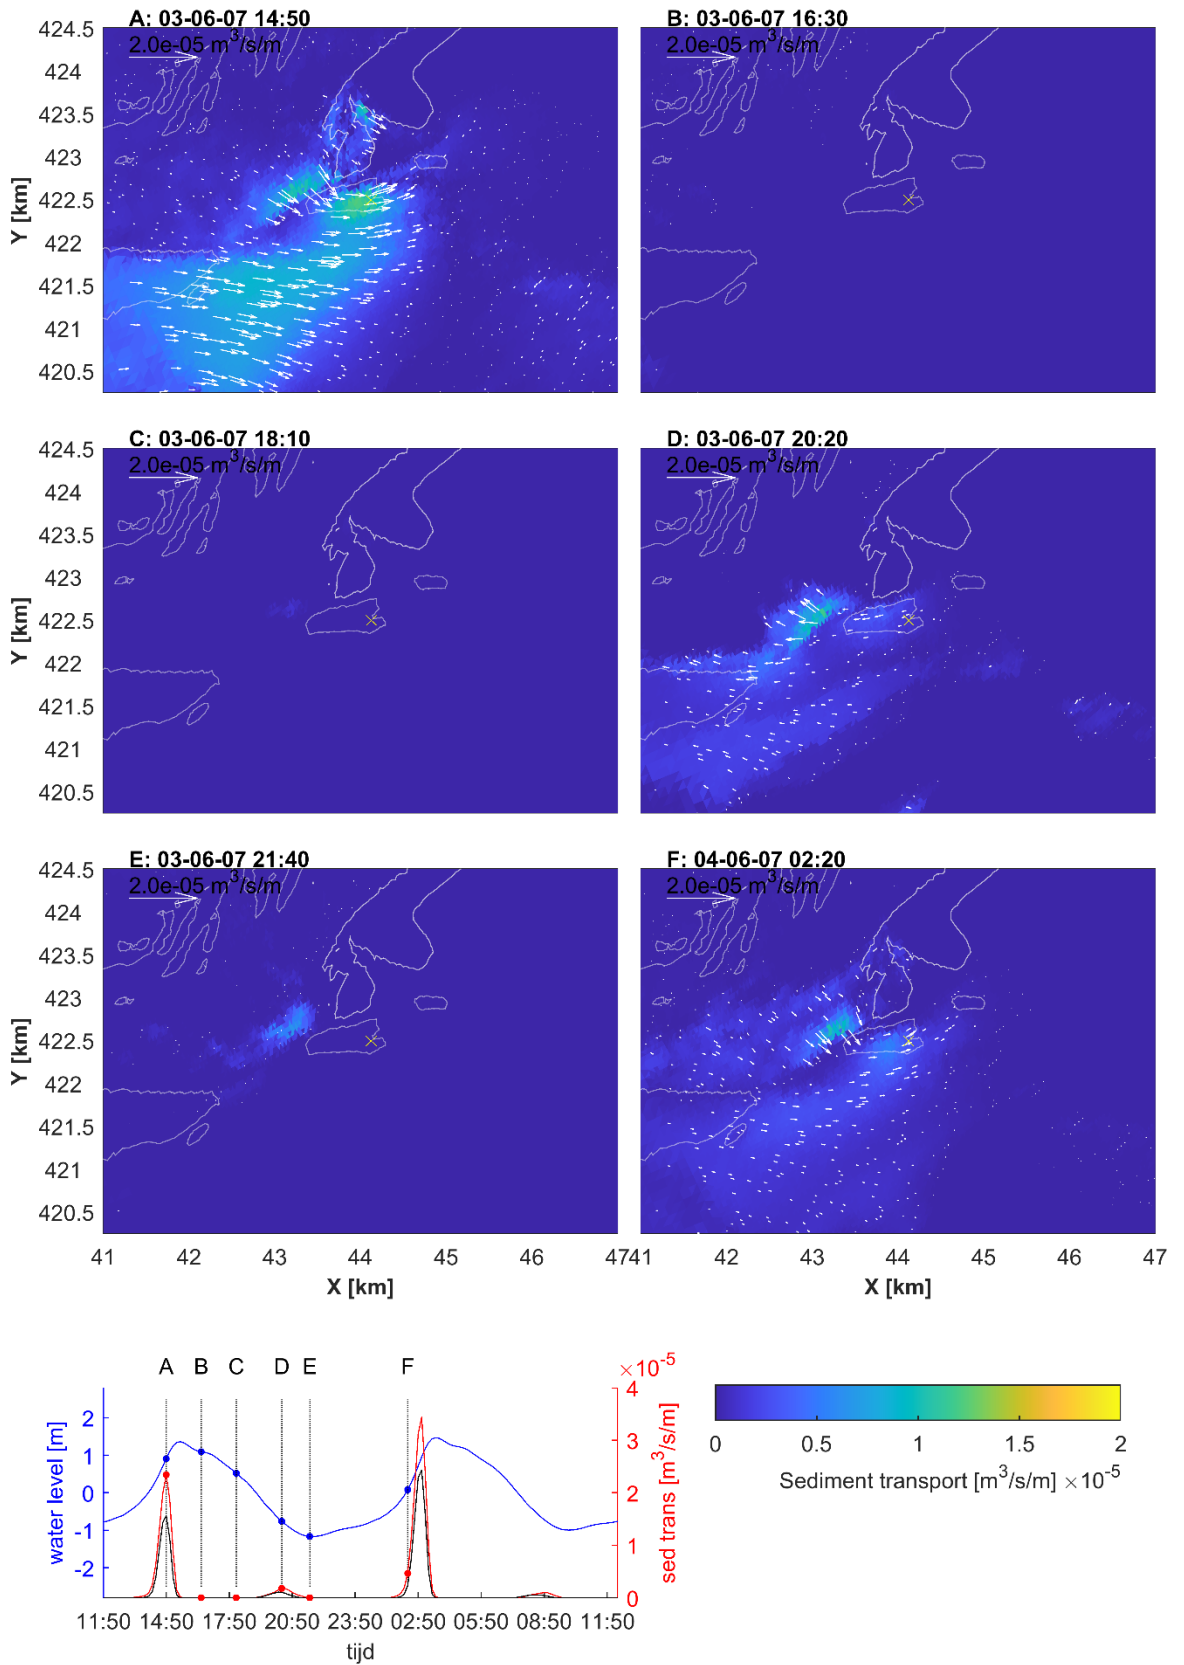 A: 03-06-07 14:50
2.0e-05 m³/s/m
B: 03-06-07 16:30
2.0e-05 m³/s/m
424.5
424
423.5
423
422.5
422
421.5
421
420.5
Y [km]
C: 03-06-07 18:10
2.0e-05 m³/s/m
D: 03-06-07 20:20
2.0e-05 m³/s/m
424.5
424
423.5
423
422.5
422
421.5
421
420.5
Y [km]
E: 03-06-07 21:40
2.0e-05 m³/s/m
F: 04-06-07 02:20
2.0e-05 m³/s/m
424.5
424
423.5
423
422.5
422
421.5
421
420.5
Y [km]
41 42 43 44 45 46 47
X [km]
41 42 43 44 45 46 47
X [km]
A B C D E F
×10⁻⁵
2
1
0
-1
-2
water level [m]
4
3
2
1
0
sed trans [m³/s/m]
11:50 14:50 17:50 20:50 23:50 02:50 05:50 08:50 11:50
tijd
0 0.5 1 1.5 2
Sediment transport [m³/s/m] ×10⁻⁵